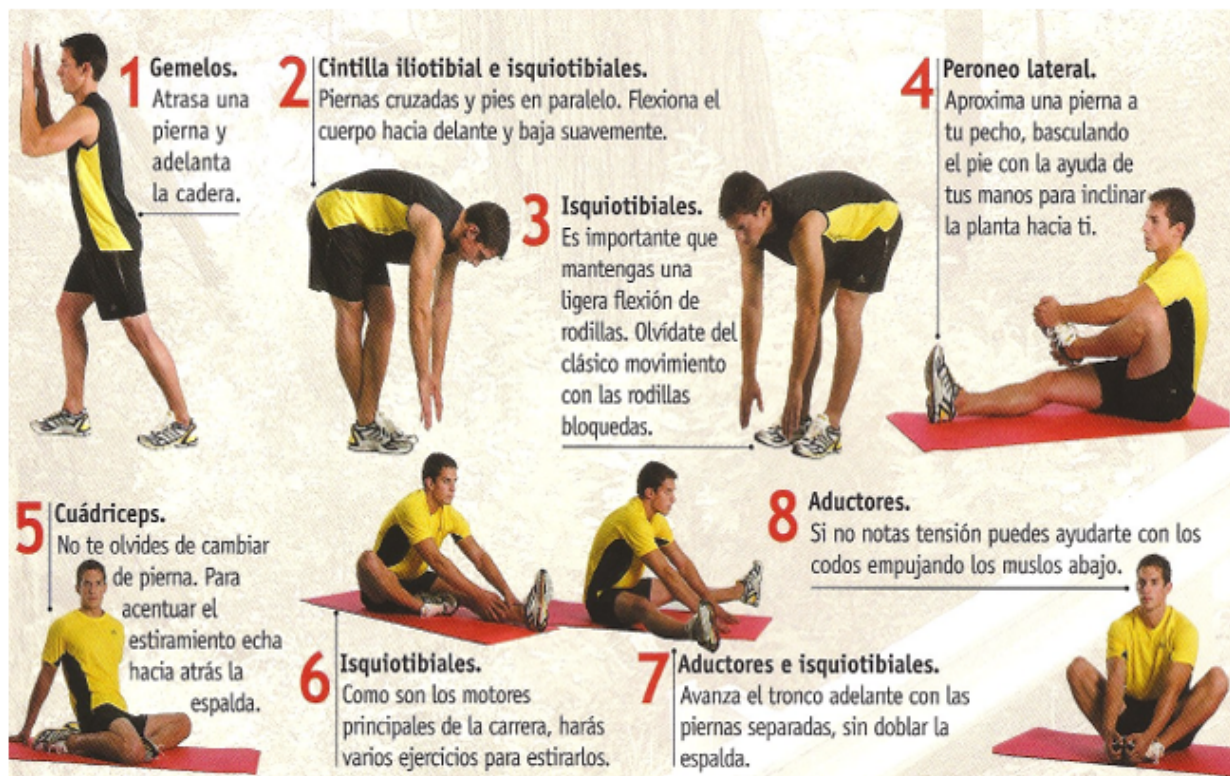 1 Gemelos.
Atrasa una
pierna y
adelanta
la cadera.
2 Cintilla iliotibial e isquiotibiales.
Piernas cruzadas y pies en paralelo. Flexiona el
cuerpo hacia delante y baja suavemente.
3 Isquiotibiales.
Es importante que
mantengas una
ligera flexión de
rodillas. Olvídate del
clásico movimiento
con las rodillas
bloquedas.
4 Peroneo lateral.
Aproxima una pierna a
tu pecho, basculando
el pie con la ayuda de
tus manos para inclinar
la planta hacia ti.
5 Cuádriceps.
No te olvides de cambiar
de pierna. Para
acentuar el
estiramiento echa
hacia atrás la
espalda.
6 Isquiotibiales.
Como son los motores
principales de la carrera, harás
varios ejercicios para estirarlos.
7 Aductores e isquiotibiales.
Avanza el tronco adelante con las
piernas separadas, sin doblar la
espalda.
8 Aductores.
Si no notas tensión puedes ayudarte con los
codos empujando los muslos abajo.